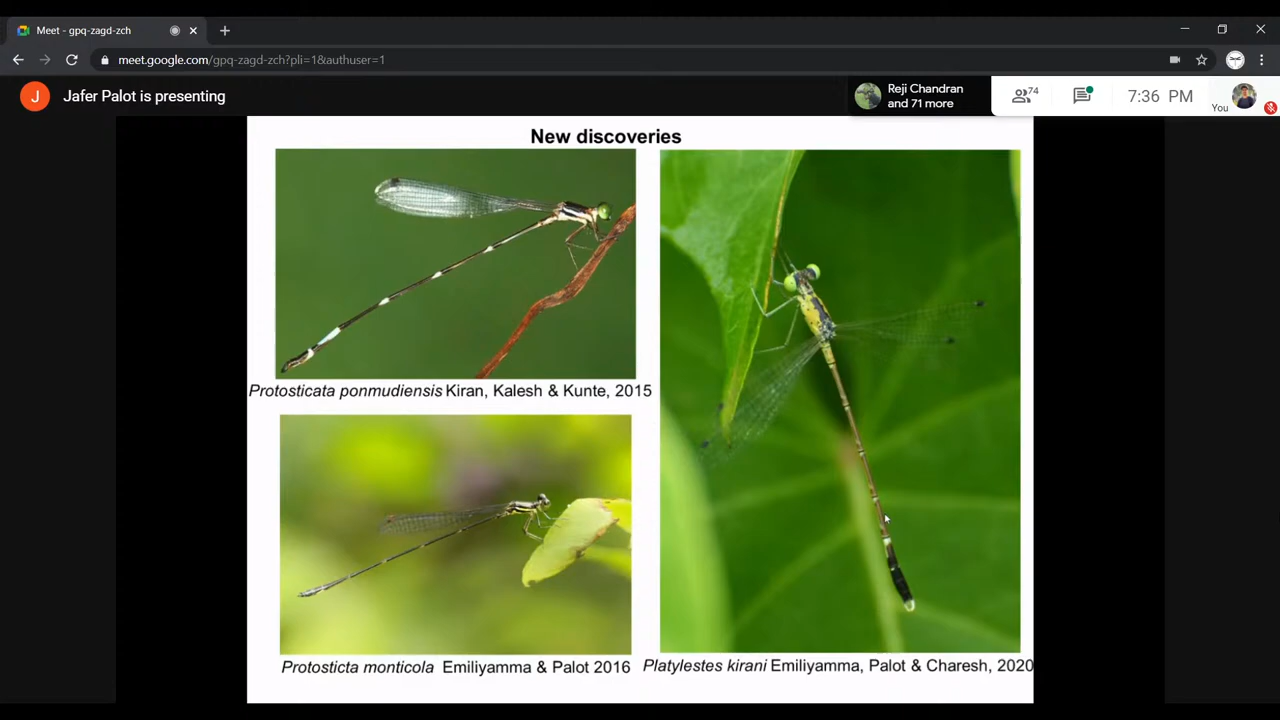 Meet - gpq-zagd-zch
meet.google.com/gpq-zagd-zch?pli=1&authuser=1
J
Jafer Palot is presenting
Reji Chandran
and 71 more
74
7:36 PM
You
New discoveries
Protosticata ponmudiensis Kiran, Kalesh & Kunte, 2015
Protosticta monticola Emiliyamma & Palot 2016
Platylestes kirani Emiliyamma, Palot & Charesh, 2020